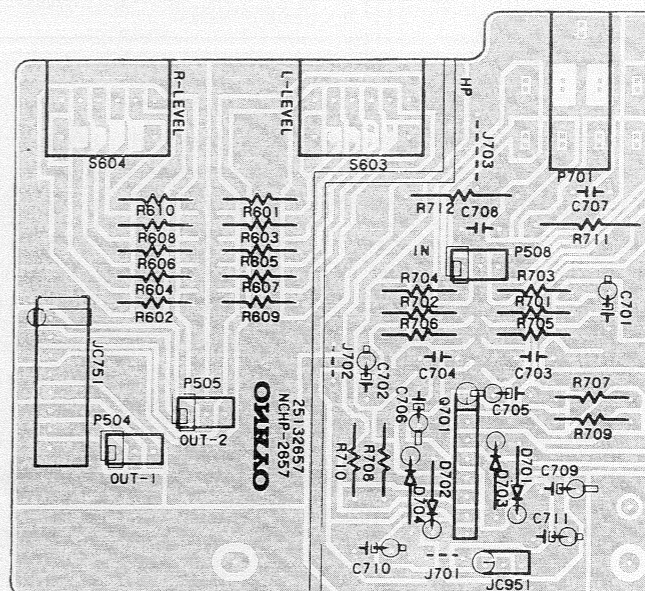 R-LEVEL
L-LEVEL
HP
J703
S604
S603
P701
R610
R601
R712
C708
C707
R608
R603
R711
R606
R605
IN
P508
R604
R607
R704
R703
R602
R609
R702
R701
C701
R706
R705
JC751
J702
C702
C704
C703
P505
P504
OUT-2
OUT-1
ONKYO
25132657
NCHP-2657
C706
Q701
C705
R707
R709
R710
R708
D704
D702
D703
D701
C709
C711
C710
J701
JC951